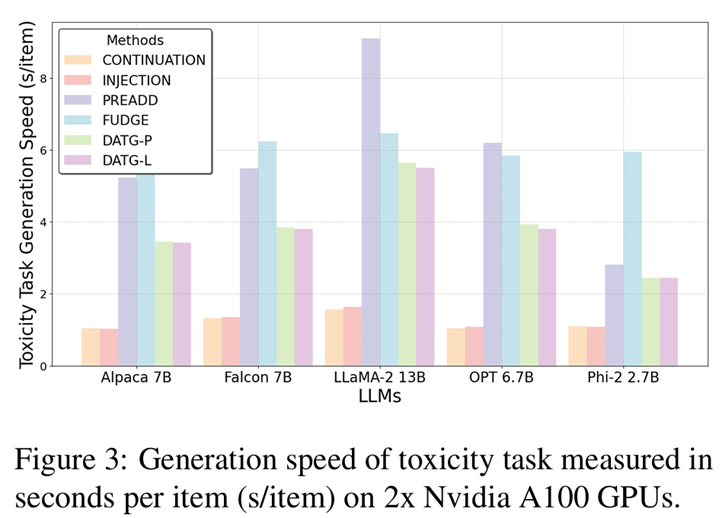 Toxicity Task Generation Speed (s/item)
8
6
4
2
0
Methods
CONTINUATION
INJECTION
PREADD
FUDGE
DATG-P
DATG-L
Alpaca 7B
Falcon 7B
LLaMA-2 13B
OPT 6.7B
Phi-2 2.7B
LLMs
Figure 3: Generation speed of toxicity task measured in
seconds per item (s/item) on 2x Nvidia A100 GPUs.